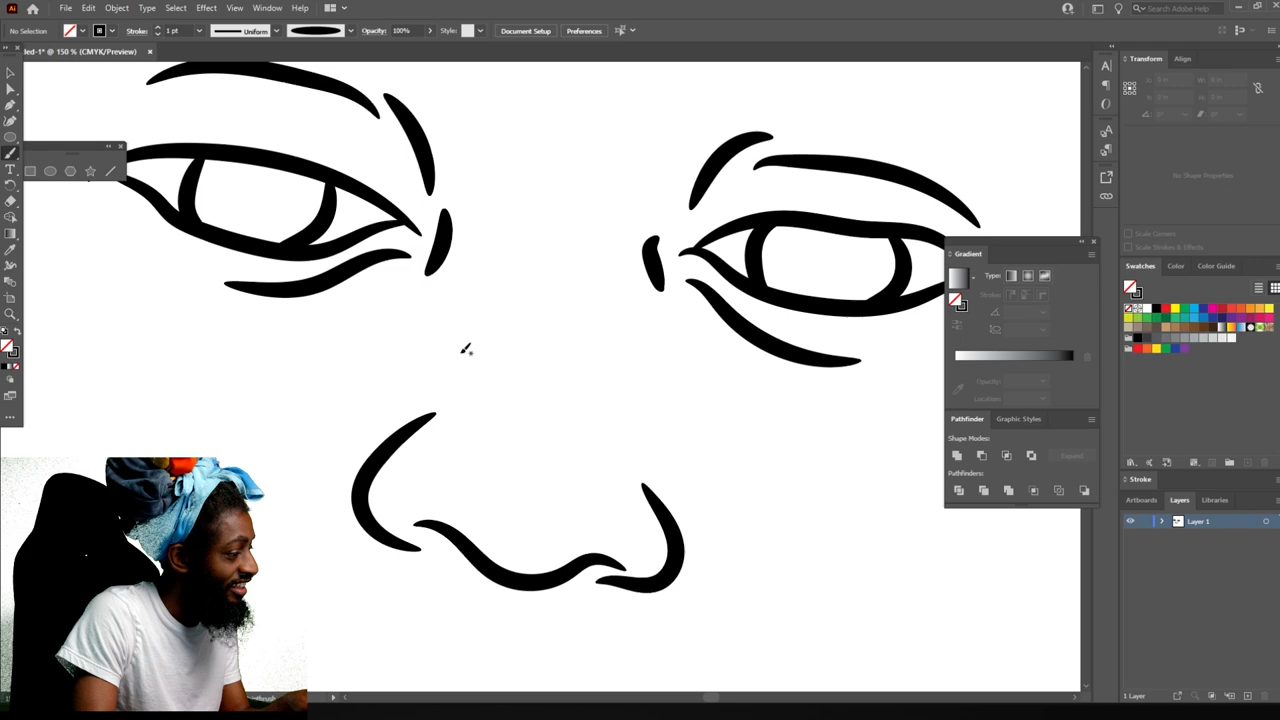 Ai File Edit Object Type Select Effect View Window Help Search Adobe Help
No Selection Stroke: 1 pt Uniform Opacity: 100% Style: Document Setup Preferences
led-1* @ 150 % (CMYK/Preview) ×
Transform Align
No Shape Properties
Scale Corners
Scale Strokes & Effects
Gradient
Type:
Stroke:
Opacity:
Location:
Swatches Color Color Guide
Pathfinder Graphic Styles
Shape Modes:
Expand
Pathfinders:
Stroke
Artboards Layers Libraries
Layer 1
1 Layer